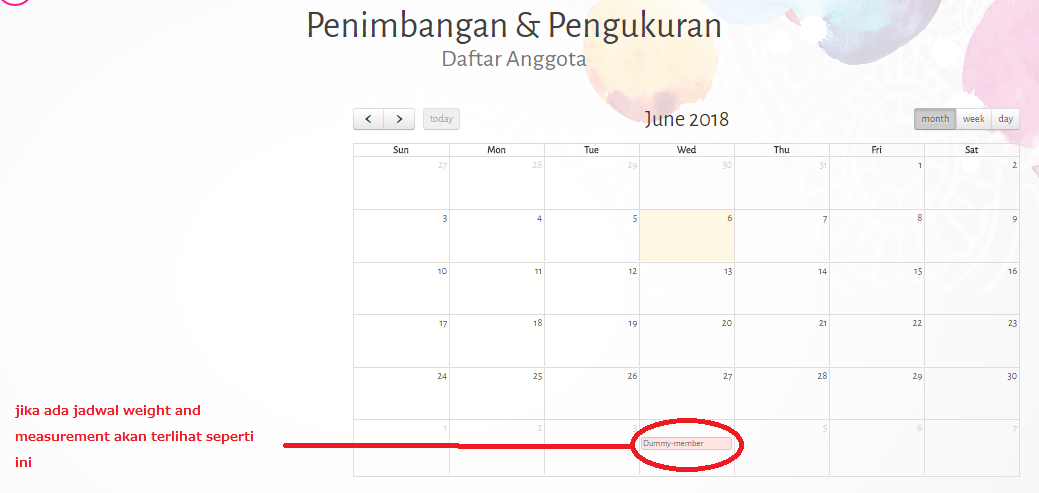 Penimbangan & Pengukuran
Daftar Anggota
today
June 2018
month week day
Sun Mon Tue Wed Thu Fri Sat
27 28 29 30 31 1 2
3 4 5 6 7 8 9
10 11 12 13 14 15 16
17 18 19 20 21 22 23
24 25 26 27 28 29 30
1 2 3 5 6 7
Dummy-member
jika ada jadwal weight and
measurement akan terlihat seperti
ini